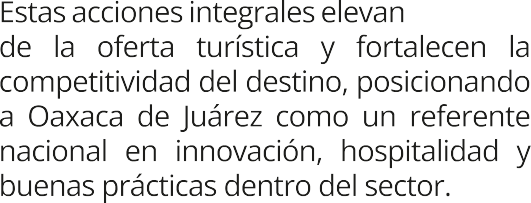 Estas acciones integrales elevan
de la oferta turística y fortalecen la
competitividad del destino, posicionando
a Oaxaca de Juárez como un referente
nacional en innovación, hospitalidad y
buenas prácticas dentro del sector.